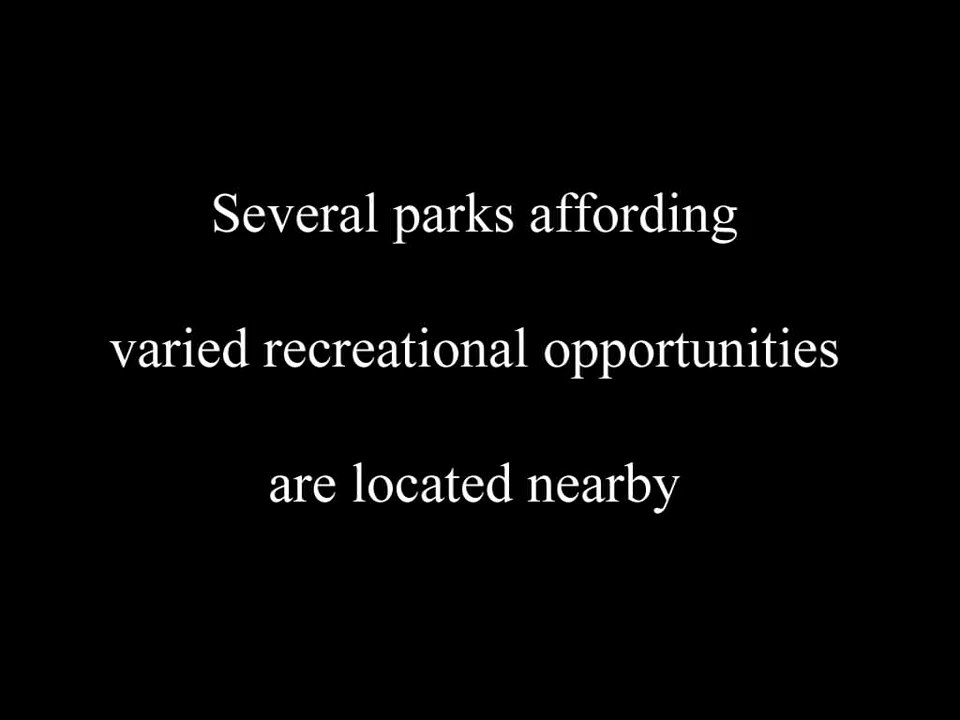 Several parks affording
varied recreational opportunities
are located nearby